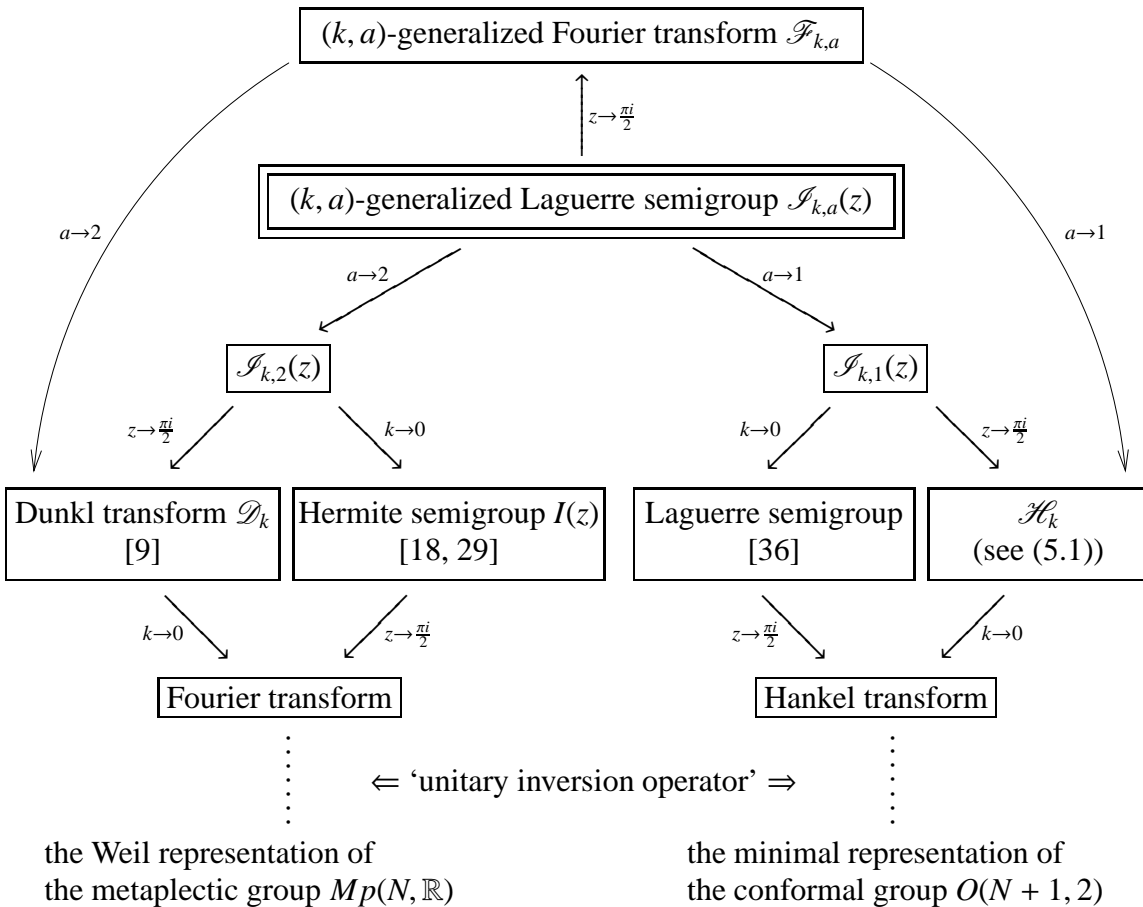 (k, a)-generalized Fourier transform ℱ_{k,a}
z→πi/2
(k, a)-generalized Laguerre semigroup ℐ_{k,a}(z)
a→2
a→1
a→2
a→1
ℐ_{k,2}(z)
ℐ_{k,1}(z)
z→πi/2
k→0
k→0
z→πi/2
Dunkl transform 𝒟_k
[9]
Hermite semigroup I(z)
[18, 29]
Laguerre semigroup
[36]
ℋ_k
(see (5.1))
k→0
z→πi/2
z→πi/2
k→0
Fourier transform
Hankel transform
⇐ ‘unitary inversion operator’ ⇒
the Weil representation of
the metaplectic group Mp(N, ℝ)
the minimal representation of
the conformal group O(N + 1, 2)